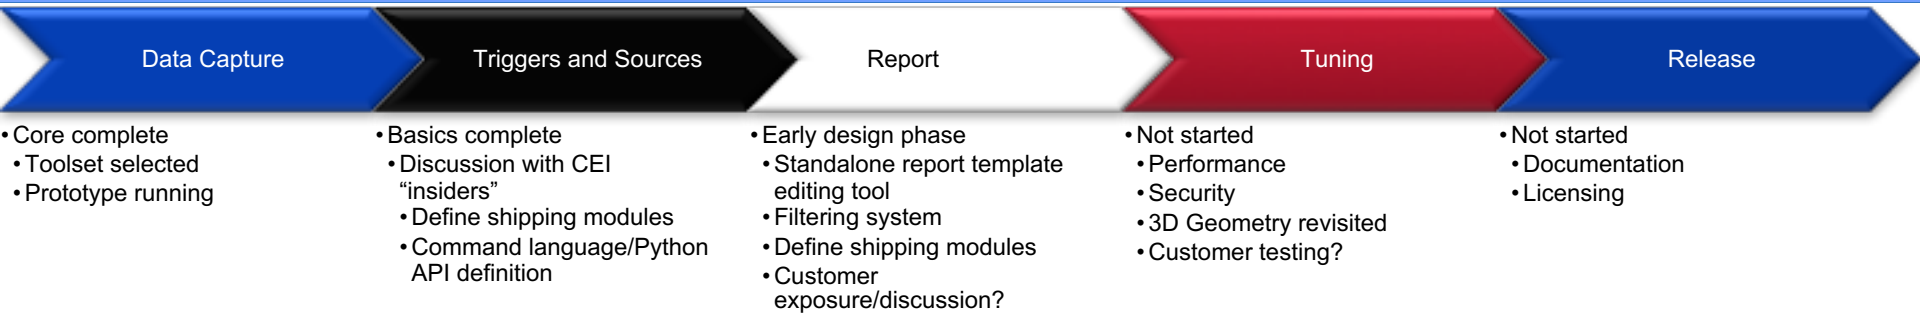 Data Capture
Triggers and Sources
Report
Tuning
Release
• Core complete
• Toolset selected
• Prototype running
• Basics complete
• Discussion with CEI
“insiders”
• Define shipping modules
• Command language/Python
API definition
• Early design phase
• Standalone report template
editing tool
• Filtering system
• Define shipping modules
• Customer
exposure/discussion?
• Not started
• Performance
• Security
• 3D Geometry revisited
• Customer testing?
• Not started
• Documentation
• Licensing